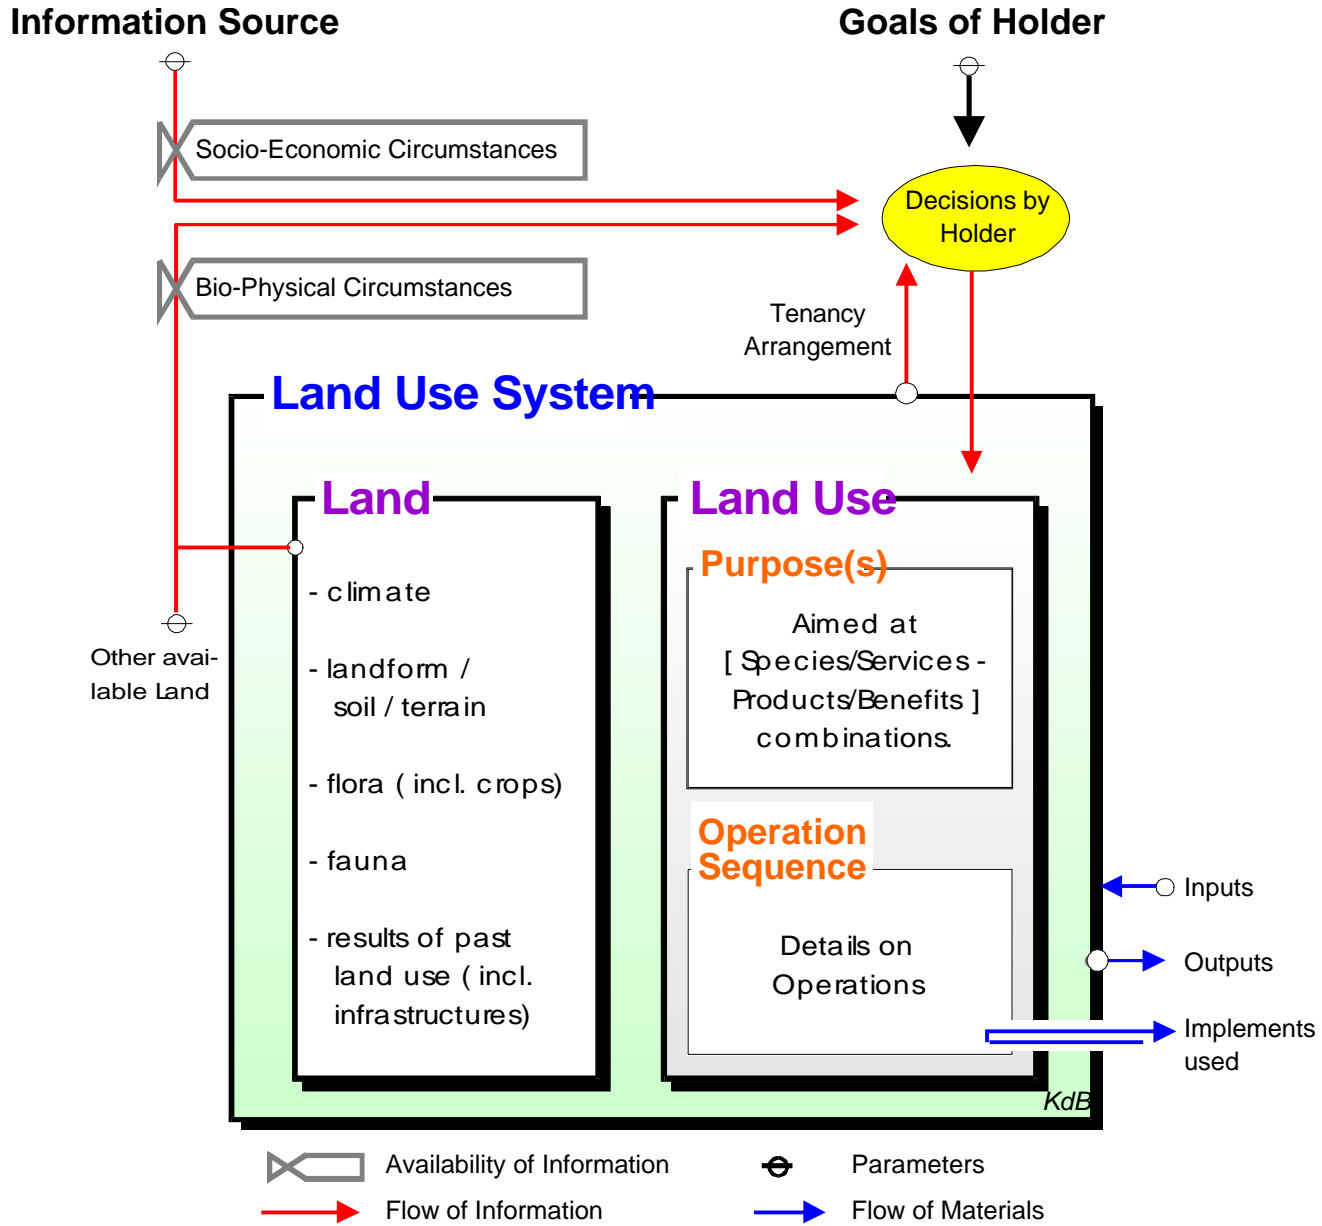 Information Source
Goals of Holder
Socio-Economic Circumstances
Decisions by
Holder
Bio-Physical Circumstances
Tenancy
Arrangement
Land Use System
Land
- climate
- landform /
soil / terrain
- flora ( incl. crops)
- fauna
- results of past
land use ( incl.
infrastructures)
Other avai-
lable Land
Land Use
Purpose(s)
Aimed at
[ Species/Services -
Products/Benefits ]
combinations.
Operation
Sequence
Details on
Operations
Inputs
Outputs
Implements
used
KdB
Availability of Information
Parameters
Flow of Information
Flow of Materials